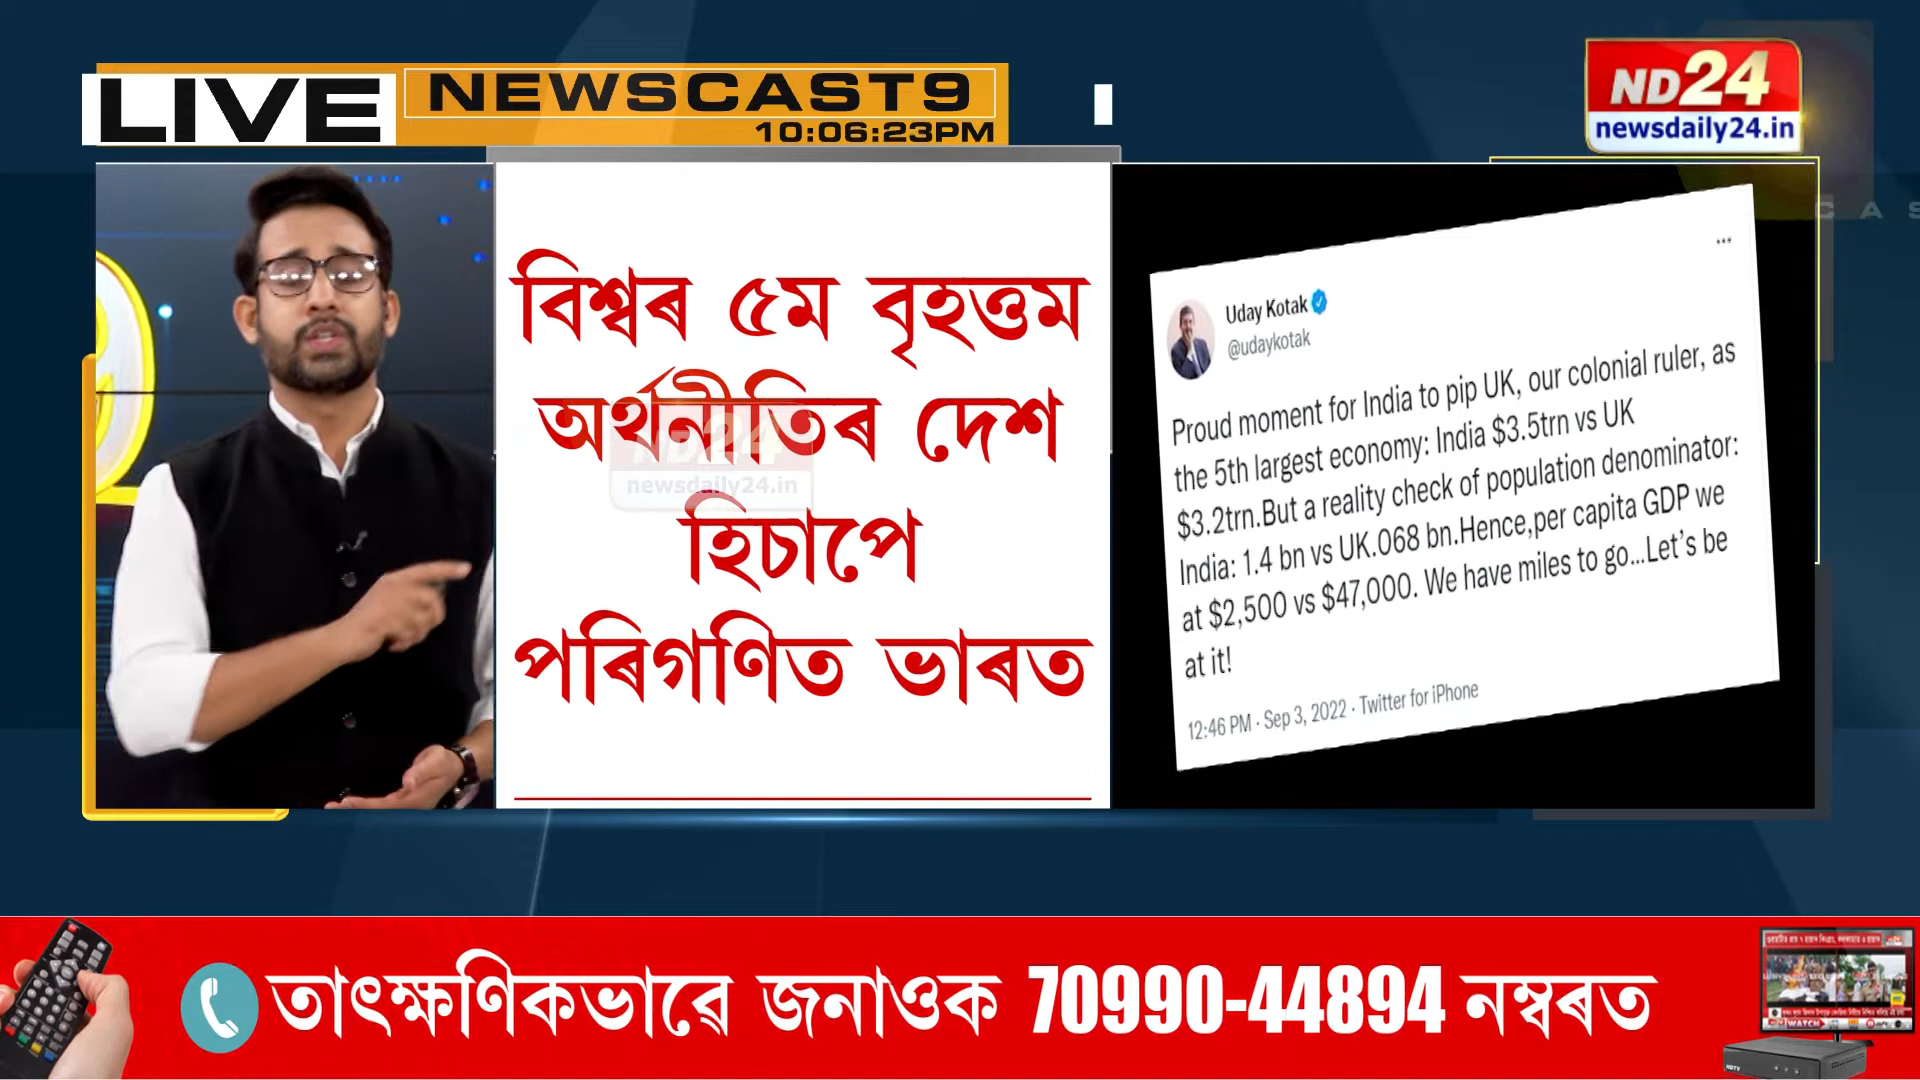 LIVE
NEWSCAST9
10:06:23PM
ND24
newsdaily24.in
বিশ্বৰ ৫ম বৃহত্তম
অৰ্থনীতিৰ দেশ
হিচাপে
পৰিগণিত ভাৰত
ND24
newsdaily24.in
Uday Kotak
@udaykotak
Proud moment for India to pip UK, our colonial ruler, as
the 5th largest economy: India $3.5trn vs UK
$3.2trn.But a reality check of population denominator:
India: 1.4 bn vs UK.068 bn.Hence,per capita GDP we
at $2,500 vs $47,000. We have miles to go...Let's be
at it!
12:46 PM · Sep 3, 2022 · Twitter for iPhone
C A S
তাৎক্ষণিকভাৱে জনাওক 70990-44894 নম্বৰত